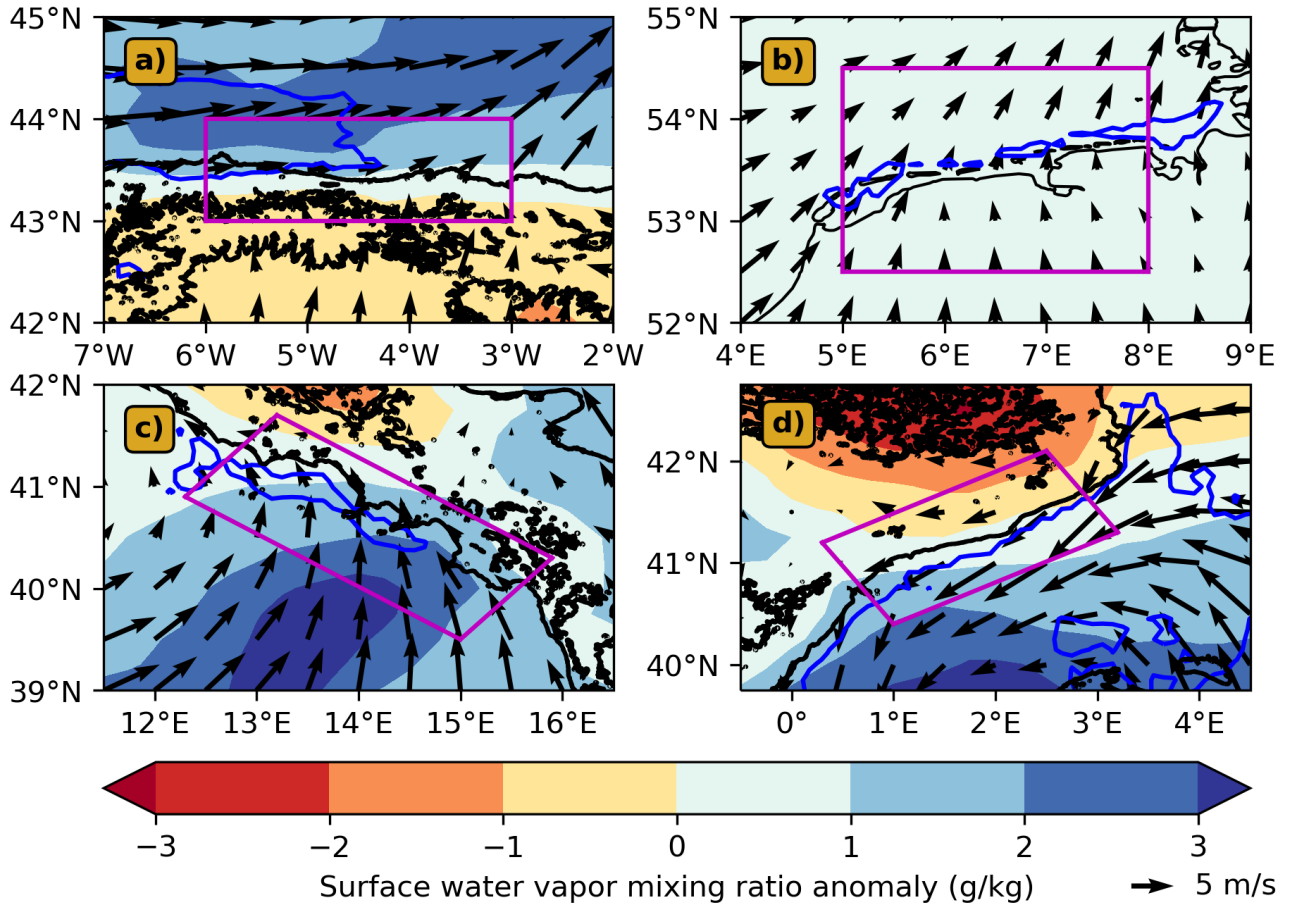 45°N
44°N
43°N
42°N
7°W 6°W 5°W 4°W 3°W 2°W
a)
55°N
54°N
53°N
52°N
4°E 5°E 6°E 7°E 8°E 9°E
b)
42°N
41°N
40°N
39°N
12°E 13°E 14°E 15°E 16°E
c)
42°N
41°N
40°N
0° 1°E 2°E 3°E 4°E
d)
−3 −2 −1 0 1 2 3
Surface water vapor mixing ratio anomaly (g/kg)
5 m/s